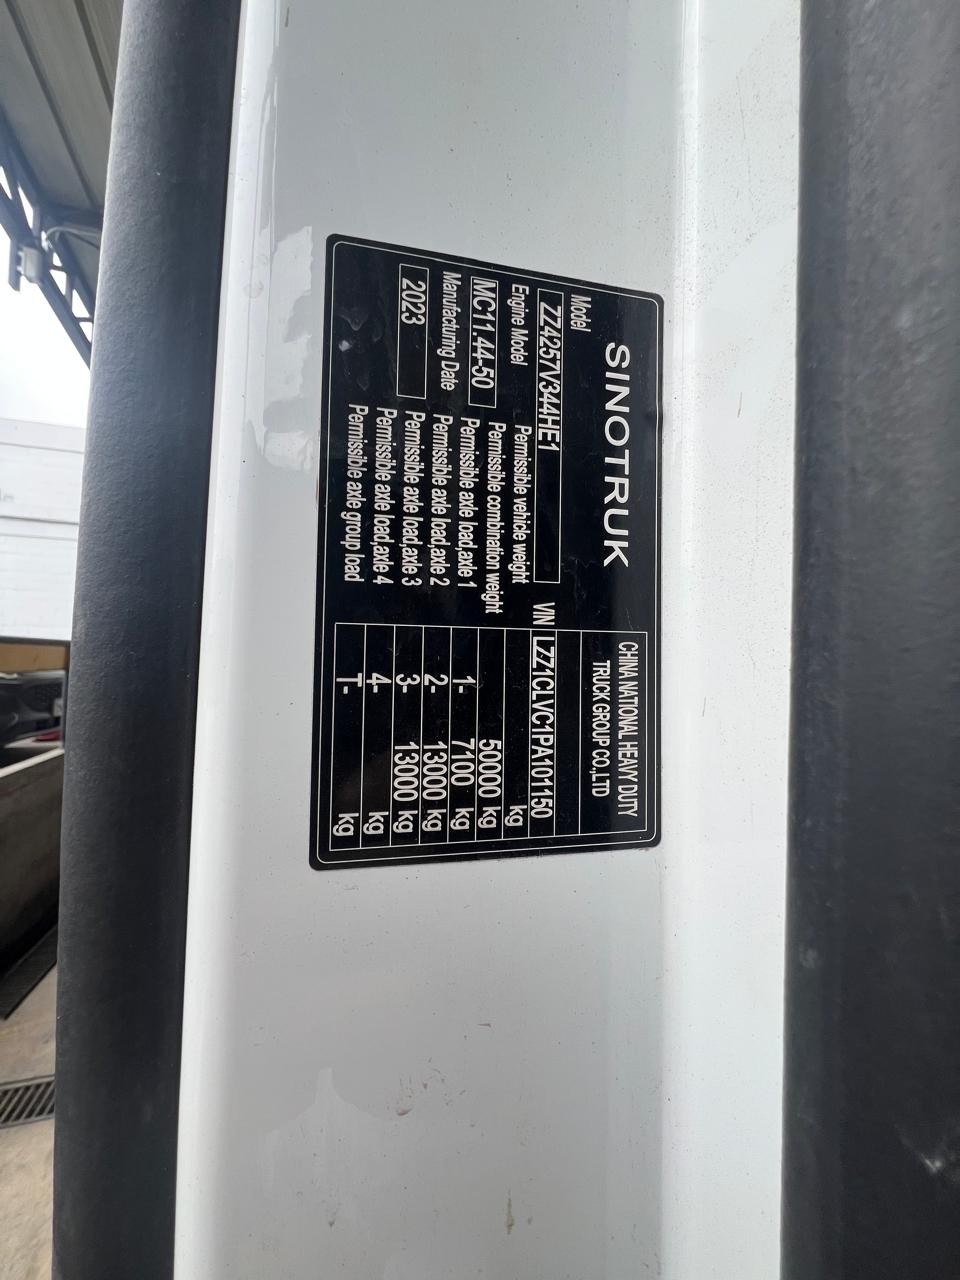 SINOTRUK
CHINA NATIONAL HEAVY DUTY
TRUCK GROUP CO.,LTD
Model
ZZ4257V344HE1
VIN LZZ1CLVC1PA101150
Engine Model
MC11.44-50
Manufacturing Date
2023
Permissible vehicle weight kg
Permissible combination weight 50000 kg
Permissible axle load,axle 1 1- 7100 kg
Permissible axle load,axle 2 2- 13000 kg
Permissible axle load,axle 3 3- 13000 kg
Permissible axle load,axle 4 4- kg
Permissible axle group load T- kg